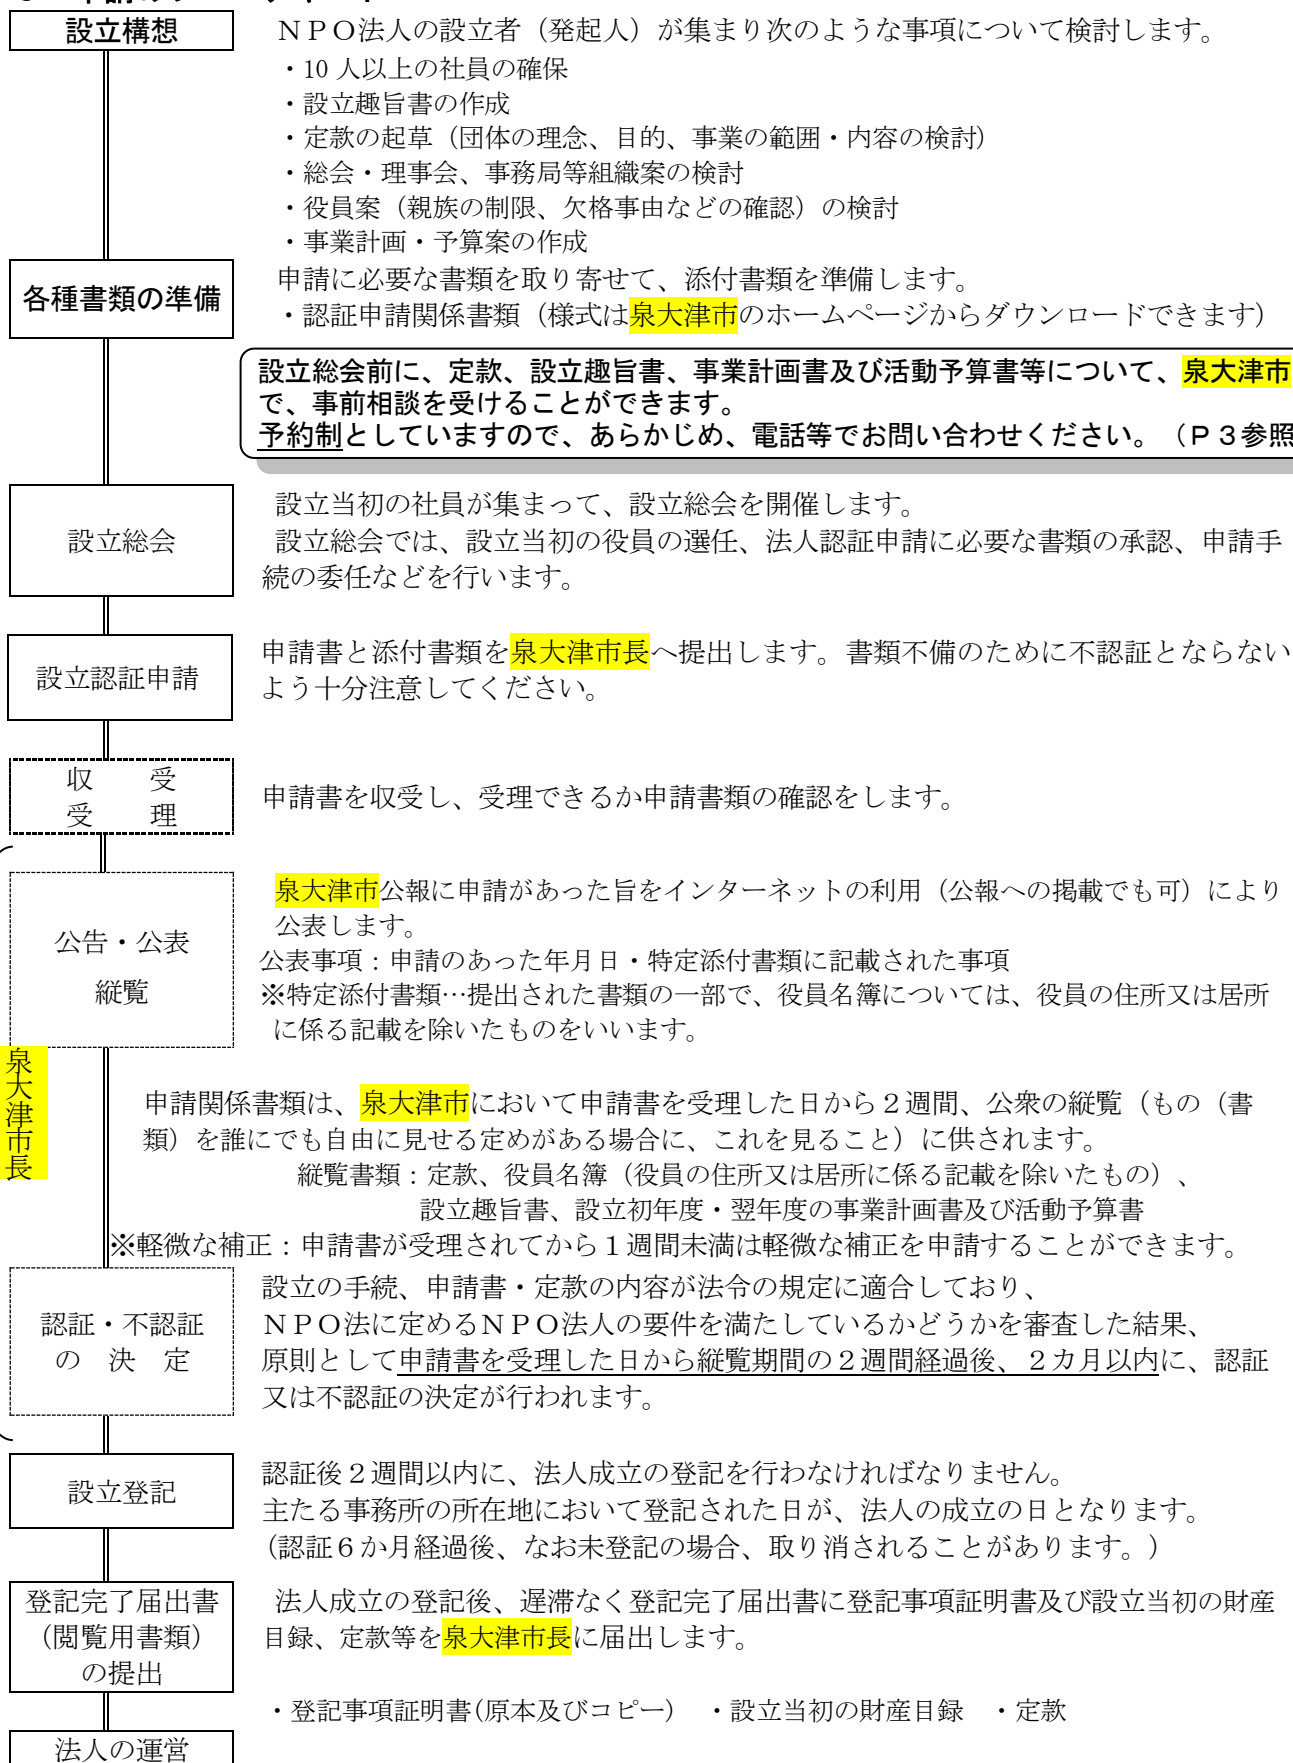 設立構想
ＮＰＯ法人の設立者（発起人）が集まり次のような事項について検討します。
・10 人以上の社員の確保
・設立趣旨書の作成
・定款の起草（団体の理念、目的、事業の範囲・内容の検討）
・総会・理事会、事務局等組織案の検討
・役員案（親族の制限、欠格事由などの確認）の検討
・事業計画・予算案の作成
各種書類の準備
申請に必要な書類を取り寄せて、添付書類を準備します。
・認証申請関係書類（様式は泉大津市のホームページからダウンロードできます）
設立総会前に、定款、設立趣旨書、事業計画書及び活動予算書等について、泉大津市
で、事前相談を受けることができます。
予約制としていますので、あらかじめ、電話等でお問い合わせください。（Ｐ３参照
設立総会
設立当初の社員が集まって、設立総会を開催します。
設立総会では、設立当初の役員の選任、法人認証申請に必要な書類の承認、申請手
続の委任などを行います。
設立認証申請
申請書と添付書類を泉大津市長へ提出します。書類不備のために不認証とならない
よう十分注意してください。
収　　受
受　　理
申請書を収受し、受理できるか申請書類の確認をします。
公告・公表
縦覧
泉大津市公報に申請があった旨をインターネットの利用（公報への掲載でも可）により
公表します。
公表事項：申請のあった年月日・特定添付書類に記載された事項
※特定添付書類…提出された書類の一部で、役員名簿については、役員の住所又は居所
に係る記載を除いたものをいいます。
泉大津市長
申請関係書類は、泉大津市において申請書を受理した日から２週間、公衆の縦覧（もの（書
類）を誰にでも自由に見せる定めがある場合に、これを見ること）に供されます。
縦覧書類：定款、役員名簿（役員の住所又は居所に係る記載を除いたもの）、
設立趣旨書、設立初年度・翌年度の事業計画書及び活動予算書
※軽微な補正：申請書が受理されてから１週間未満は軽微な補正を申請することができます。
認証・不認証
の　決　定
設立の手続、申請書・定款の内容が法令の規定に適合しており、
ＮＰＯ法に定めるＮＰＯ法人の要件を満たしているかどうかを審査した結果、
原則として申請書を受理した日から縦覧期間の２週間経過後、２カ月以内に、認証
又は不認証の決定が行われます。
設立登記
認証後２週間以内に、法人成立の登記を行わなければなりません。
主たる事務所の所在地において登記された日が、法人の成立の日となります。
（認証６か月経過後、なお未登記の場合、取り消されることがあります。）
登記完了届出書
（閲覧用書類）
の提出
法人成立の登記後、遅滞なく登記完了届出書に登記事項証明書及び設立当初の財産
目録、定款等を泉大津市長に届出します。
・登記事項証明書(原本及びコピー)　・設立当初の財産目録　・定款
法人の運営